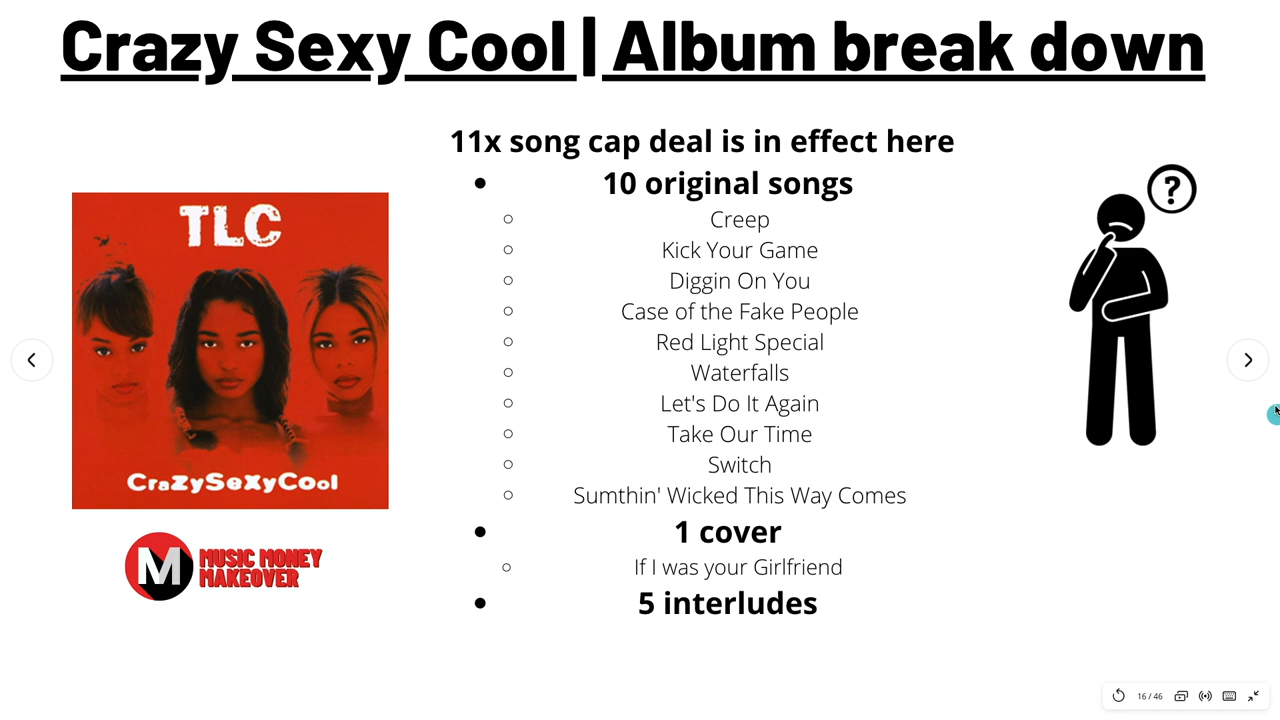 Crazy Sexy Cool | Album break down
11x song cap deal is in effect here
10 original songs
Creep
Kick Your Game
Diggin On You
Case of the Fake People
Red Light Special
Waterfalls
Let's Do It Again
Take Our Time
Switch
Sumthin' Wicked This Way Comes
1 cover
If I was your Girlfriend
5 interludes
TLC
CraZySeXyCool
M
MUSIC MONEY
MAKEOVER
?
16 / 46